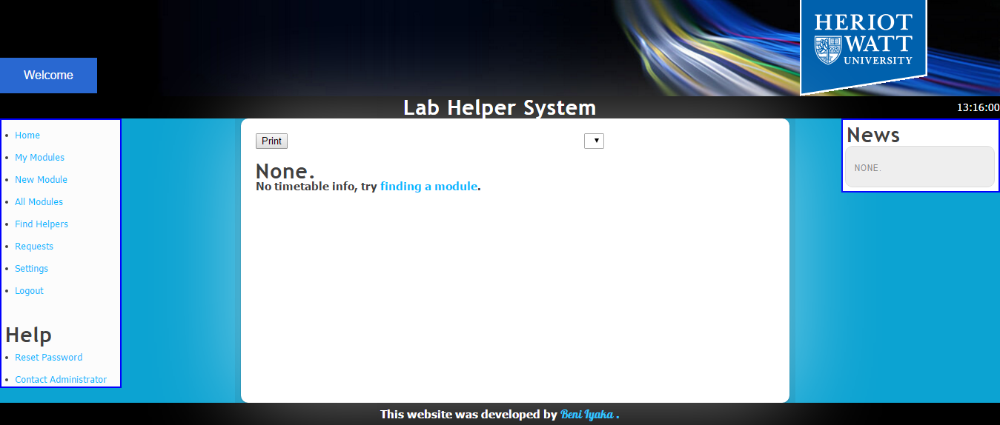 HERIOT
WATT
UNIVERSITY
Welcome
Lab Helper System
13:16:00
Home
My Modules
New Module
All Modules
Find Helpers
Requests
Settings
Logout
Help
Reset Password
Contact Administrator
Print
None.
No timetable info, try finding a module.
News
NONE.
This website was developed by Beni Iyaka .